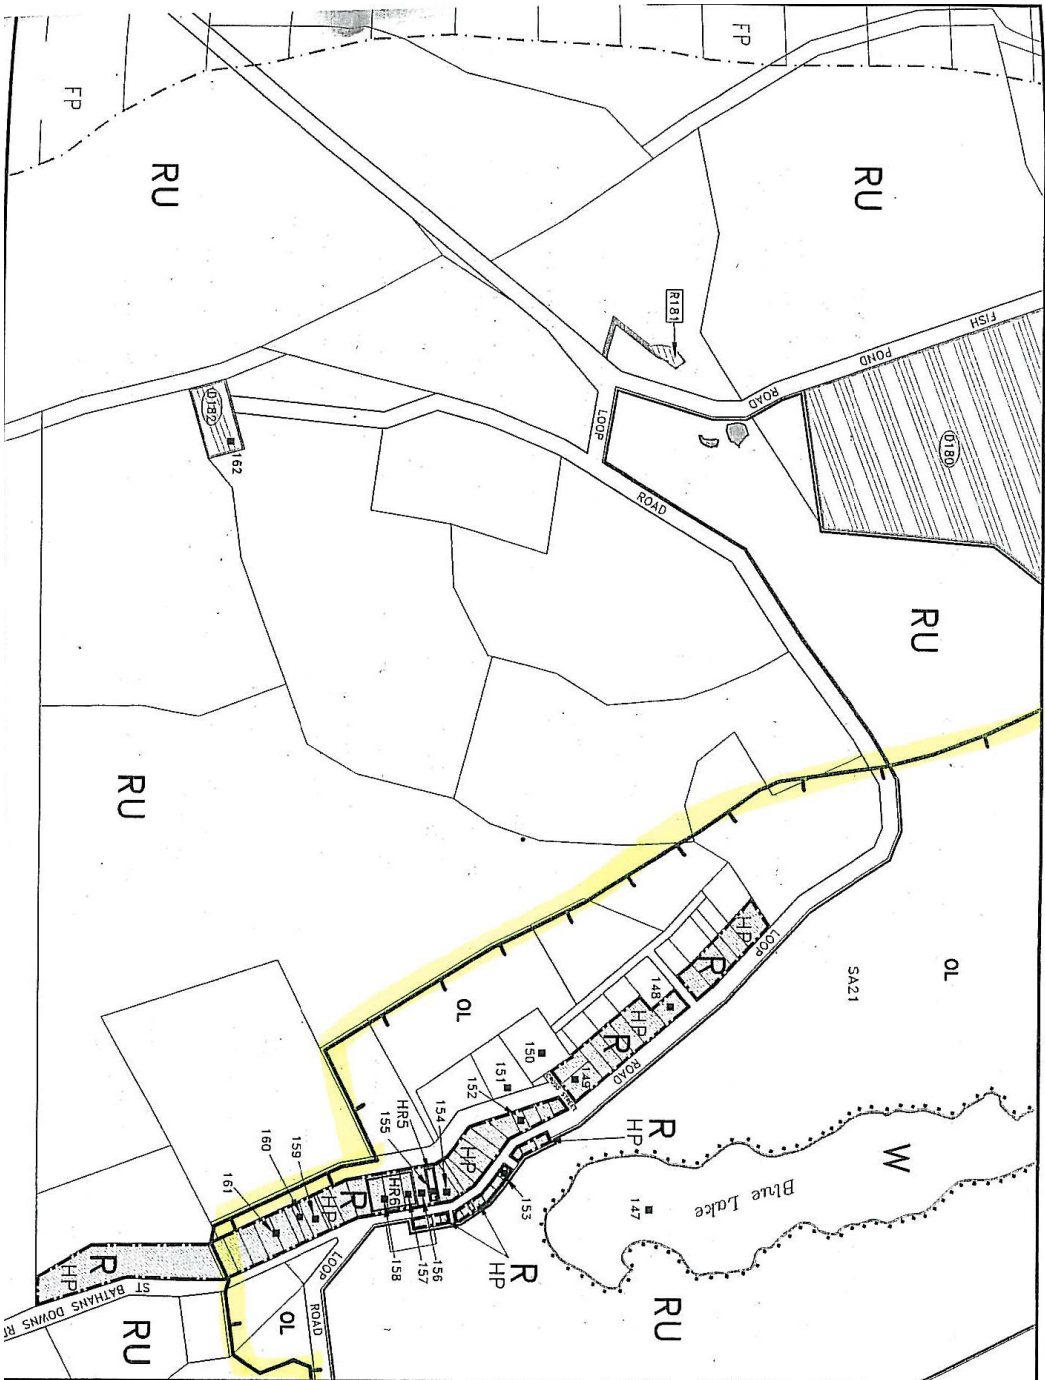 FP
FP
RU
RU
R181
FISH
POND
ROAD
D180
LOOP
D182
162
ROAD
RU
RU
HP
LOOP
OL
SA21
R
148
HP
R
ROAD
OL
150
149
151
152
154
HR5
155
HP
R
HP
W
Blue Lake
147
153
160
159
161
HP
R
HR6
158
157
156
R
HP
RU
R
HP
LOOP
ROAD
OL
ST BATHANS DOWNS RD
RU